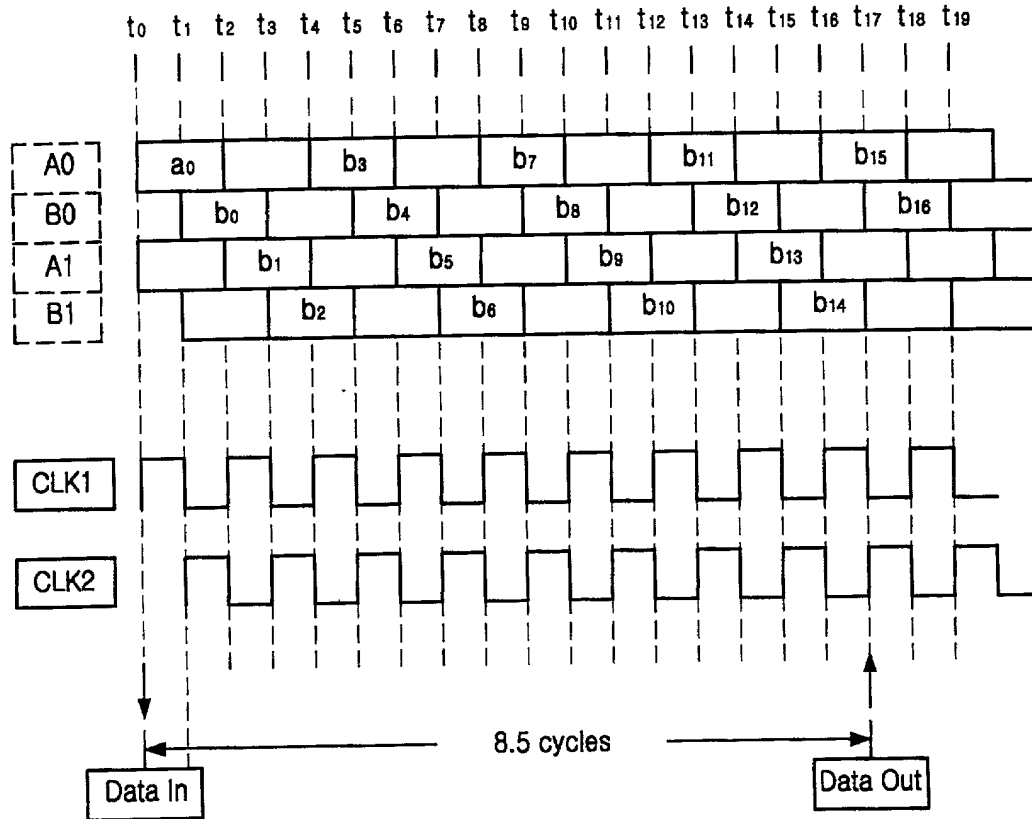 t0 t1 t2 t3 t4 t5 t6 t7 t8 t9 t10 t11 t12 t13 t14 t15 t16 t17 t18 t19
A0 a0 b3 b7 b11 b15
B0 b0 b4 b8 b12 b16
A1 b1 b5 b9 b13
B1 b2 b6 b10 b14
CLK1
CLK2
8.5 cycles
Data In Data Out